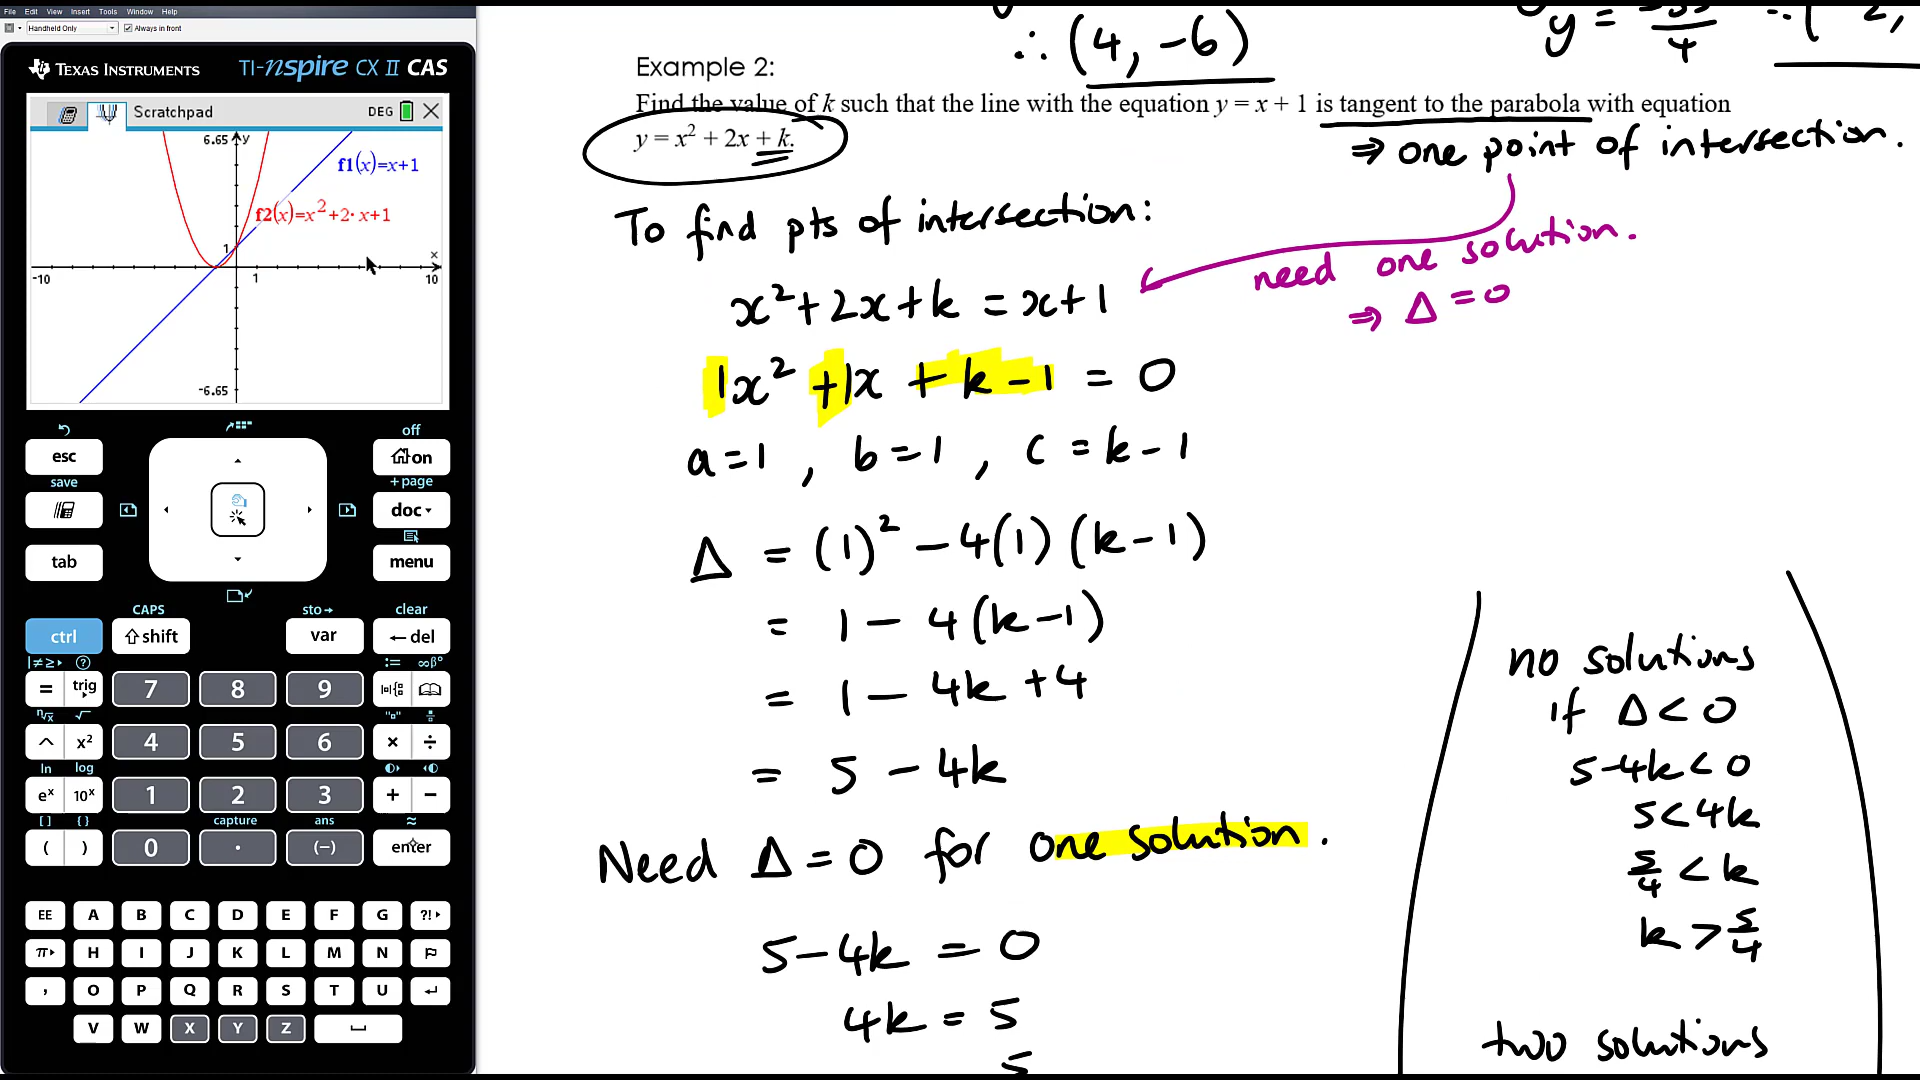 File Edit View Insert Tools Window Help
Handheld Only Always in front
TEXAS INSTRUMENTS TI-nspire CX II CAS
Scratchpad DEG
6.65 y
f1(x)=x+1
f2(x)=x²+2·x+1
1
x
-10 1 10
-6.65
off
esc on
save +page
doc
tab menu
CAPS sto→ clear
ctrl ⇧shift var ←del
|≠≥▸ ? := ∞β°
= trig 7 8 9
ⁿ√x √
^ x² 4 5 6 × ÷
ln log
eˣ 10ˣ 1 2 3 + −
[ ] { } capture ans ≈
( ) 0 . (−) enter
EE A B C D E F G ?!▸
π▸ H I J K L M N
, O P Q R S T U ↵
V W X Y Z
∴ (4, -6)
Example 2:
Find the value of k such that the line with the equation y = x + 1 is tangent to the parabola with equation
y = x² + 2x + k.
⇒ one point of intersection.
To find pts of intersection:
need one solution.
⇒ Δ = 0
x² + 2x + k = x + 1
1x² + 1x + k − 1 = 0
a = 1 , b = 1 , c = k − 1
Δ = (1)² − 4(1)(k − 1)
= 1 − 4(k − 1)
= 1 − 4k + 4
= 5 − 4k
Need Δ = 0 for one solution.
5 − 4k = 0
4k = 5
no solutions
if Δ < 0
5 − 4k < 0
5 < 4k
5/4 < k
k > 5/4
two solutions